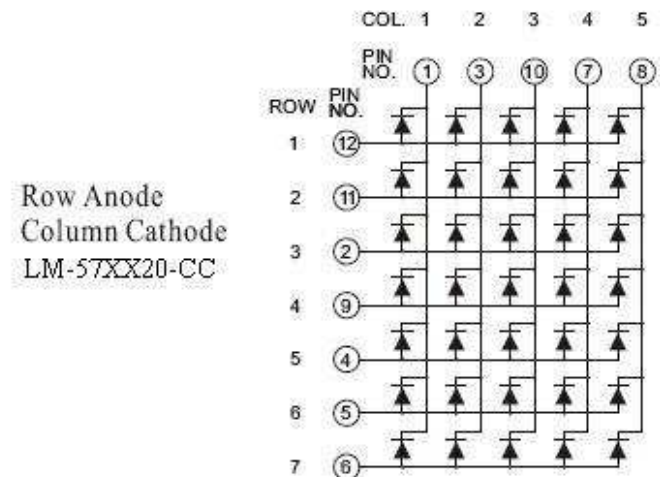 COL. 1 2 3 4 5
PIN NO. 1 3 10 7 8
ROW PIN NO.
1 12
2 11
3 2
4 9
5 4
6 5
7 6
Row Anode
Column Cathode
LM-57XX20-CC